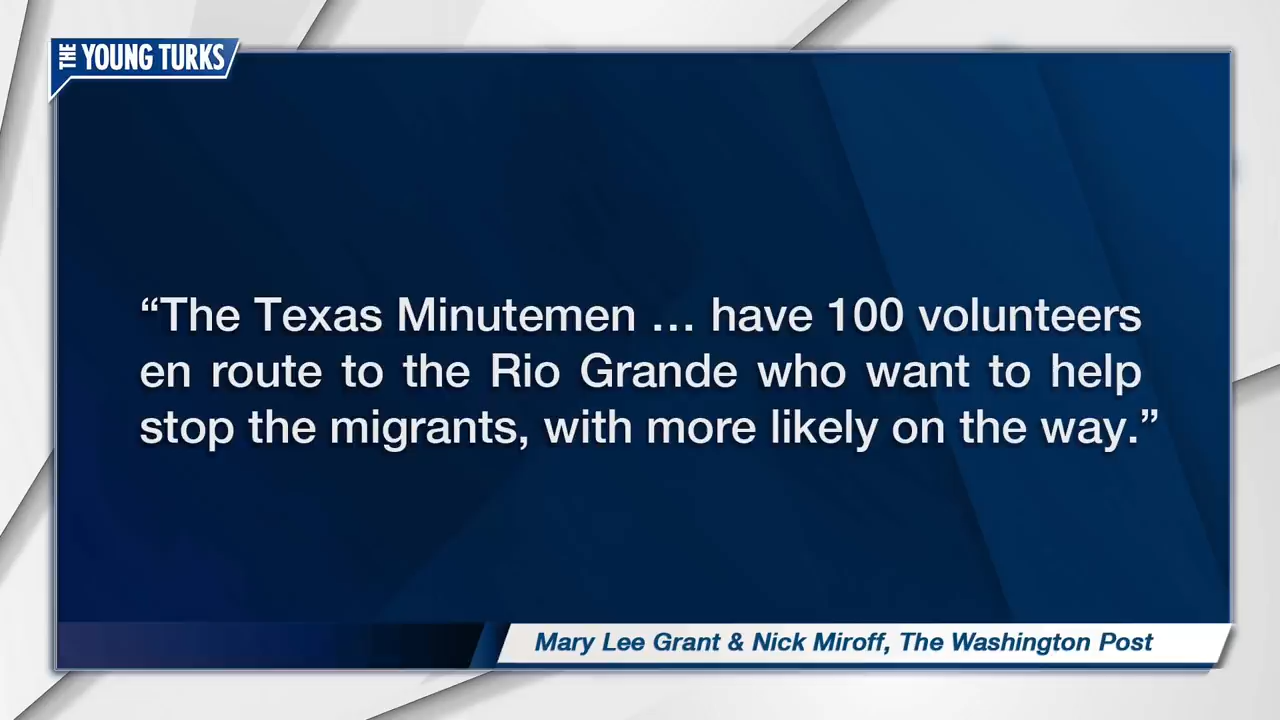 THE YOUNG TURKS
“The Texas Minutemen … have 100 volunteers
en route to the Rio Grande who want to help
stop the migrants, with more likely on the way.”
Mary Lee Grant & Nick Miroff, The Washington Post